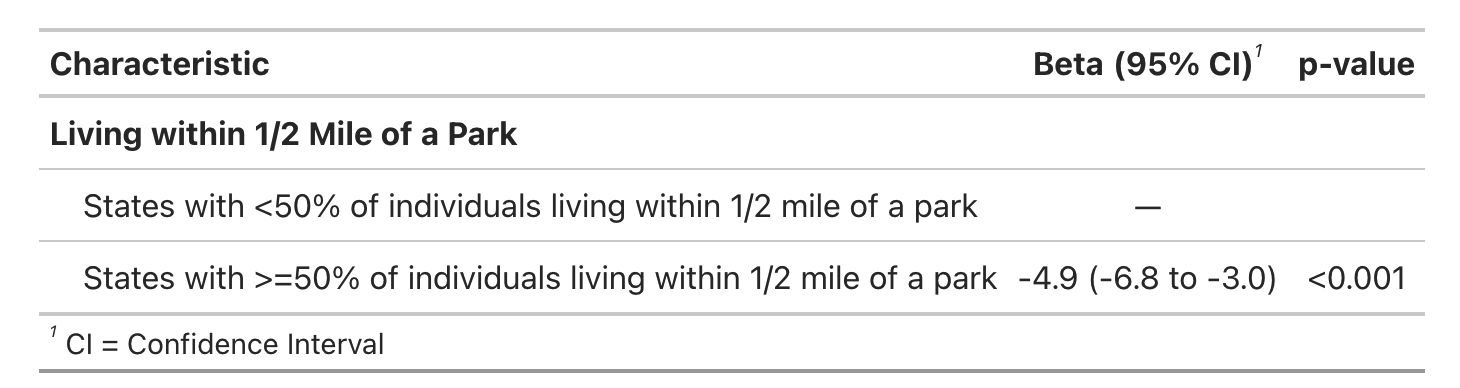 Characteristic Beta (95% CI)1 p-value
Living within 1/2 Mile of a Park
States with <50% of individuals living within 1/2 mile of a park —
States with >=50% of individuals living within 1/2 mile of a park -4.9 (-6.8 to -3.0) <0.001
1 CI = Confidence Interval